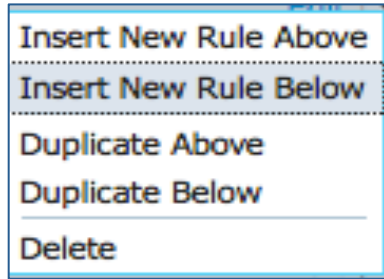 Insert New Rule Above
Insert New Rule Below
Duplicate Above
Duplicate Below
Delete